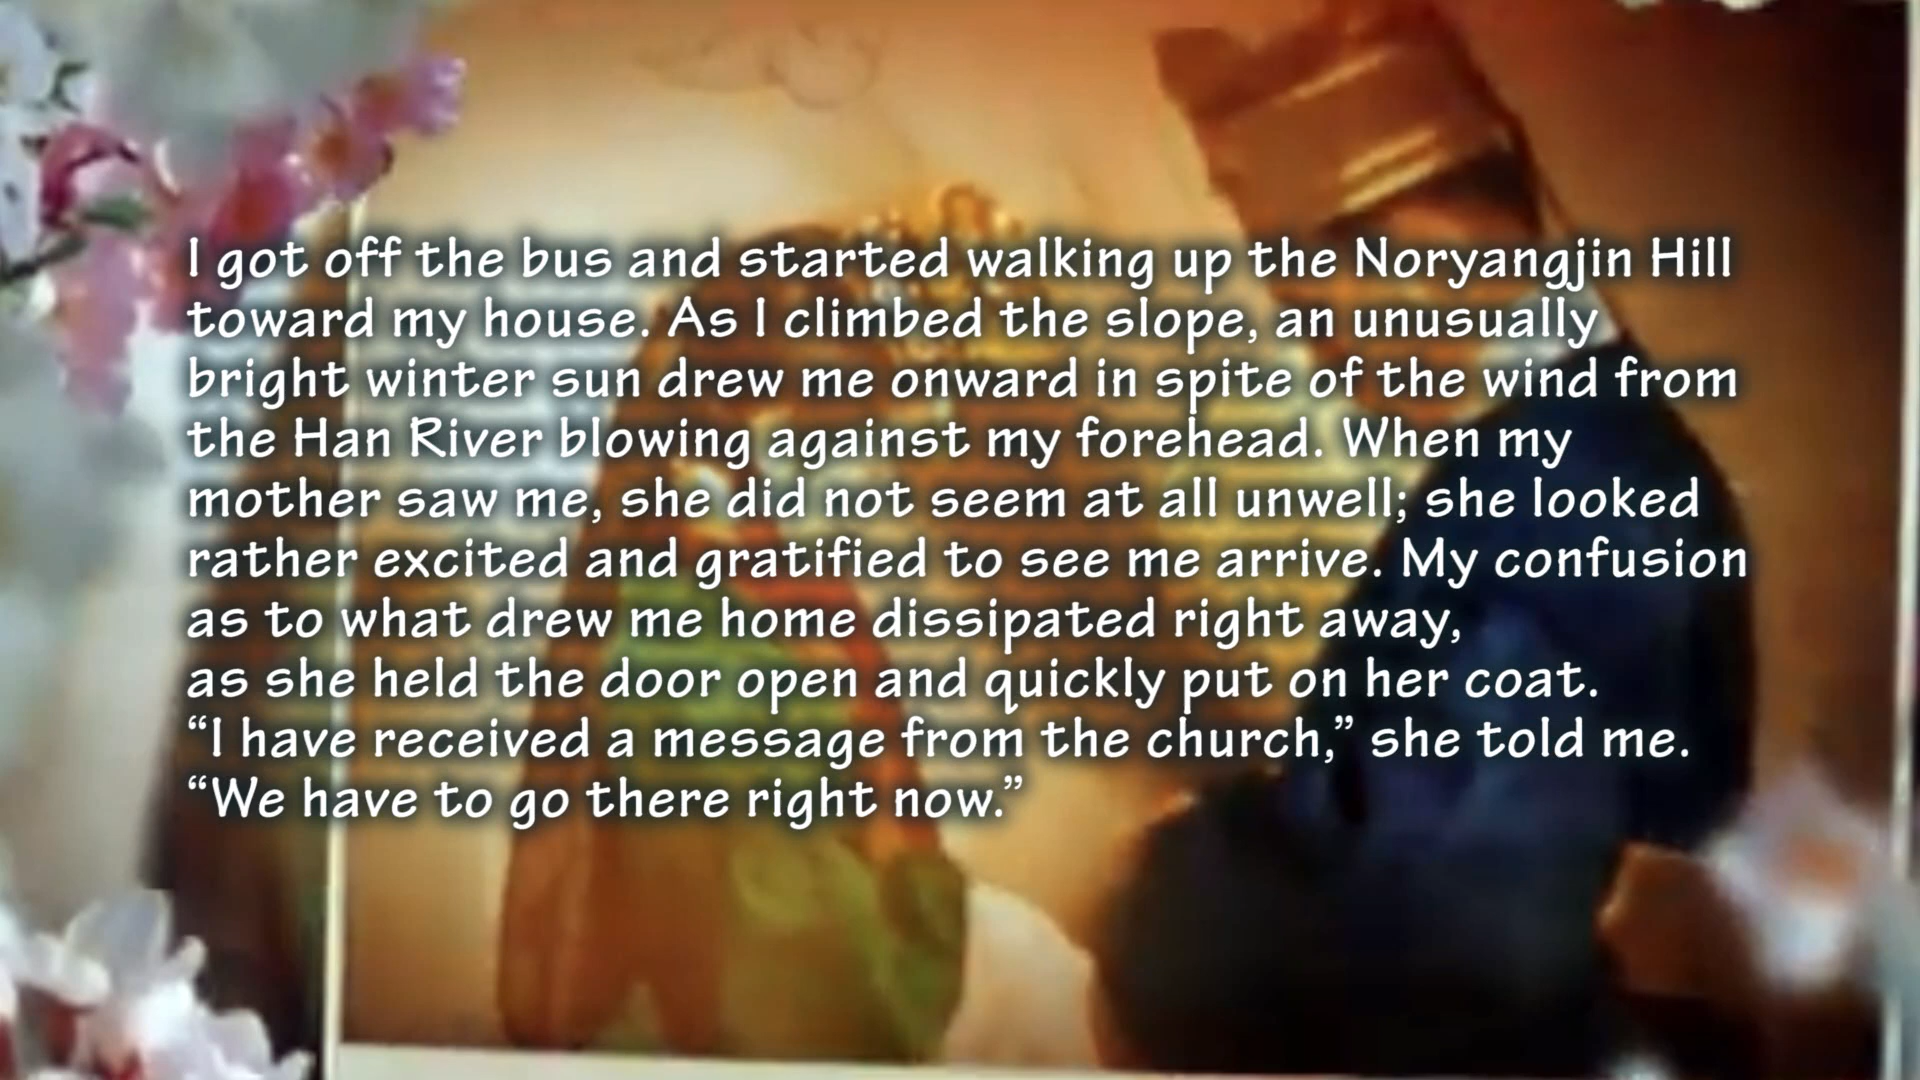 I got off the bus and started walking up the Noryangjin Hill
toward my house. As I climbed the slope, an unusually
bright winter sun drew me onward in spite of the wind from
the Han River blowing against my forehead. When my
mother saw me, she did not seem at all unwell; she looked
rather excited and gratified to see me arrive. My confusion
as to what drew me home dissipated right away,
as she held the door open and quickly put on her coat.
“I have received a message from the church,” she told me.
“We have to go there right now.”